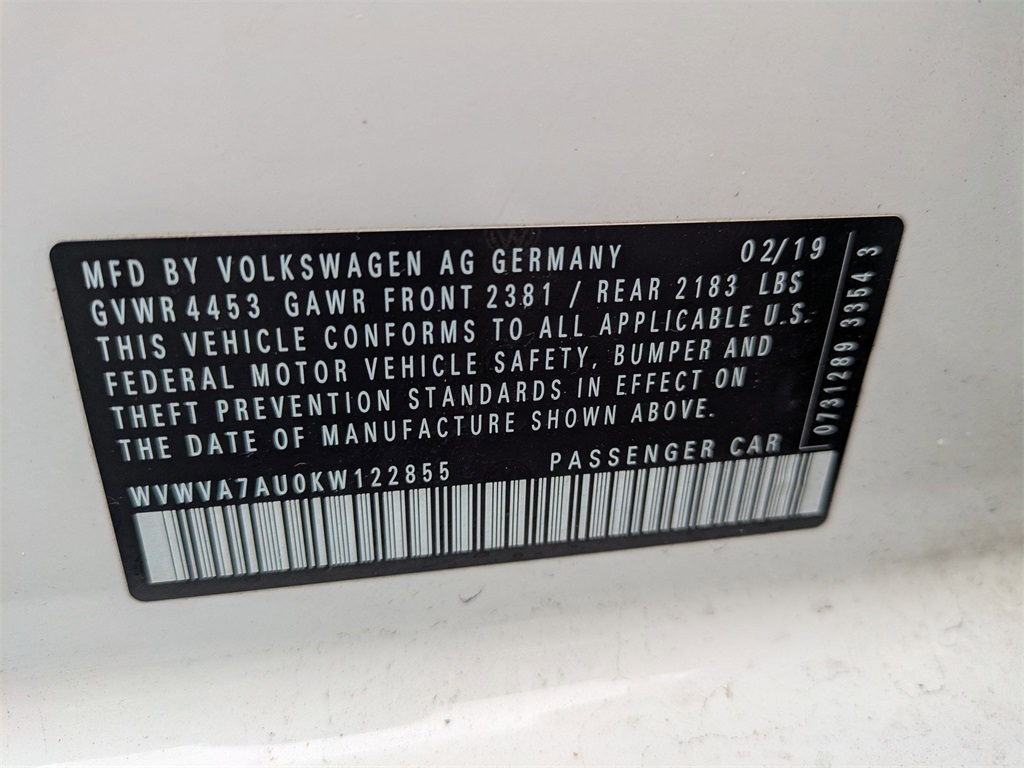 MFD BY VOLKSWAGEN AG GERMANY 02/19
GVWR 4453 GAWR FRONT 2381 / REAR 2183 LBS
THIS VEHICLE CONFORMS TO ALL APPLICABLE U.S.
FEDERAL MOTOR VEHICLE SAFETY, BUMPER AND
THEFT PREVENTION STANDARDS IN EFFECT ON
THE DATE OF MANUFACTURE SHOWN ABOVE.
WVWVA7AU0KW122855 PASSENGER CAR
0731289 33543 3